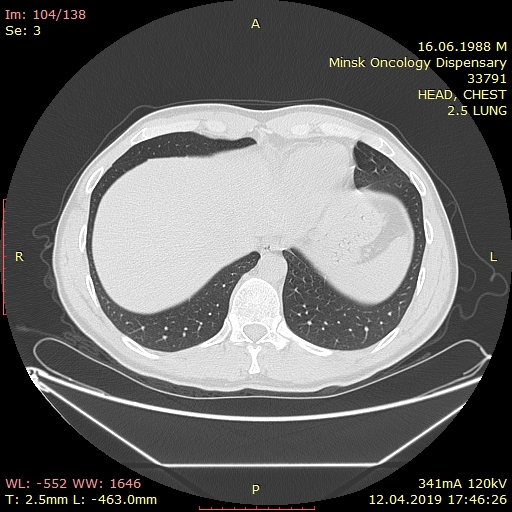 Im: 104/138
Se: 3
A
16.06.1988 M
Minsk Oncology Dispensary
33791
HEAD, CHEST
2.5 LUNG
R
L
WL: -552 WW: 1646
T: 2.5mm L: -463.0mm
P
341mA 120kV
12.04.2019 17:46:26